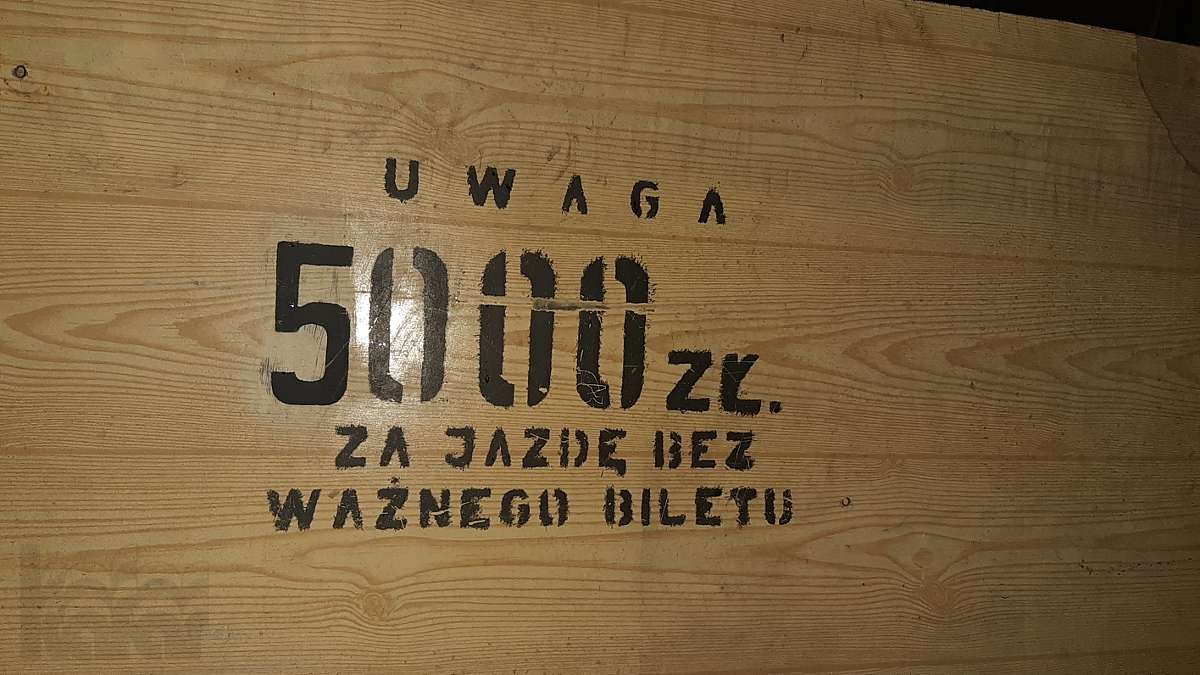 UWAGA
5000 ZŁ.
ZA JAZDĘ BEZ
WAŻNEGO BILETU